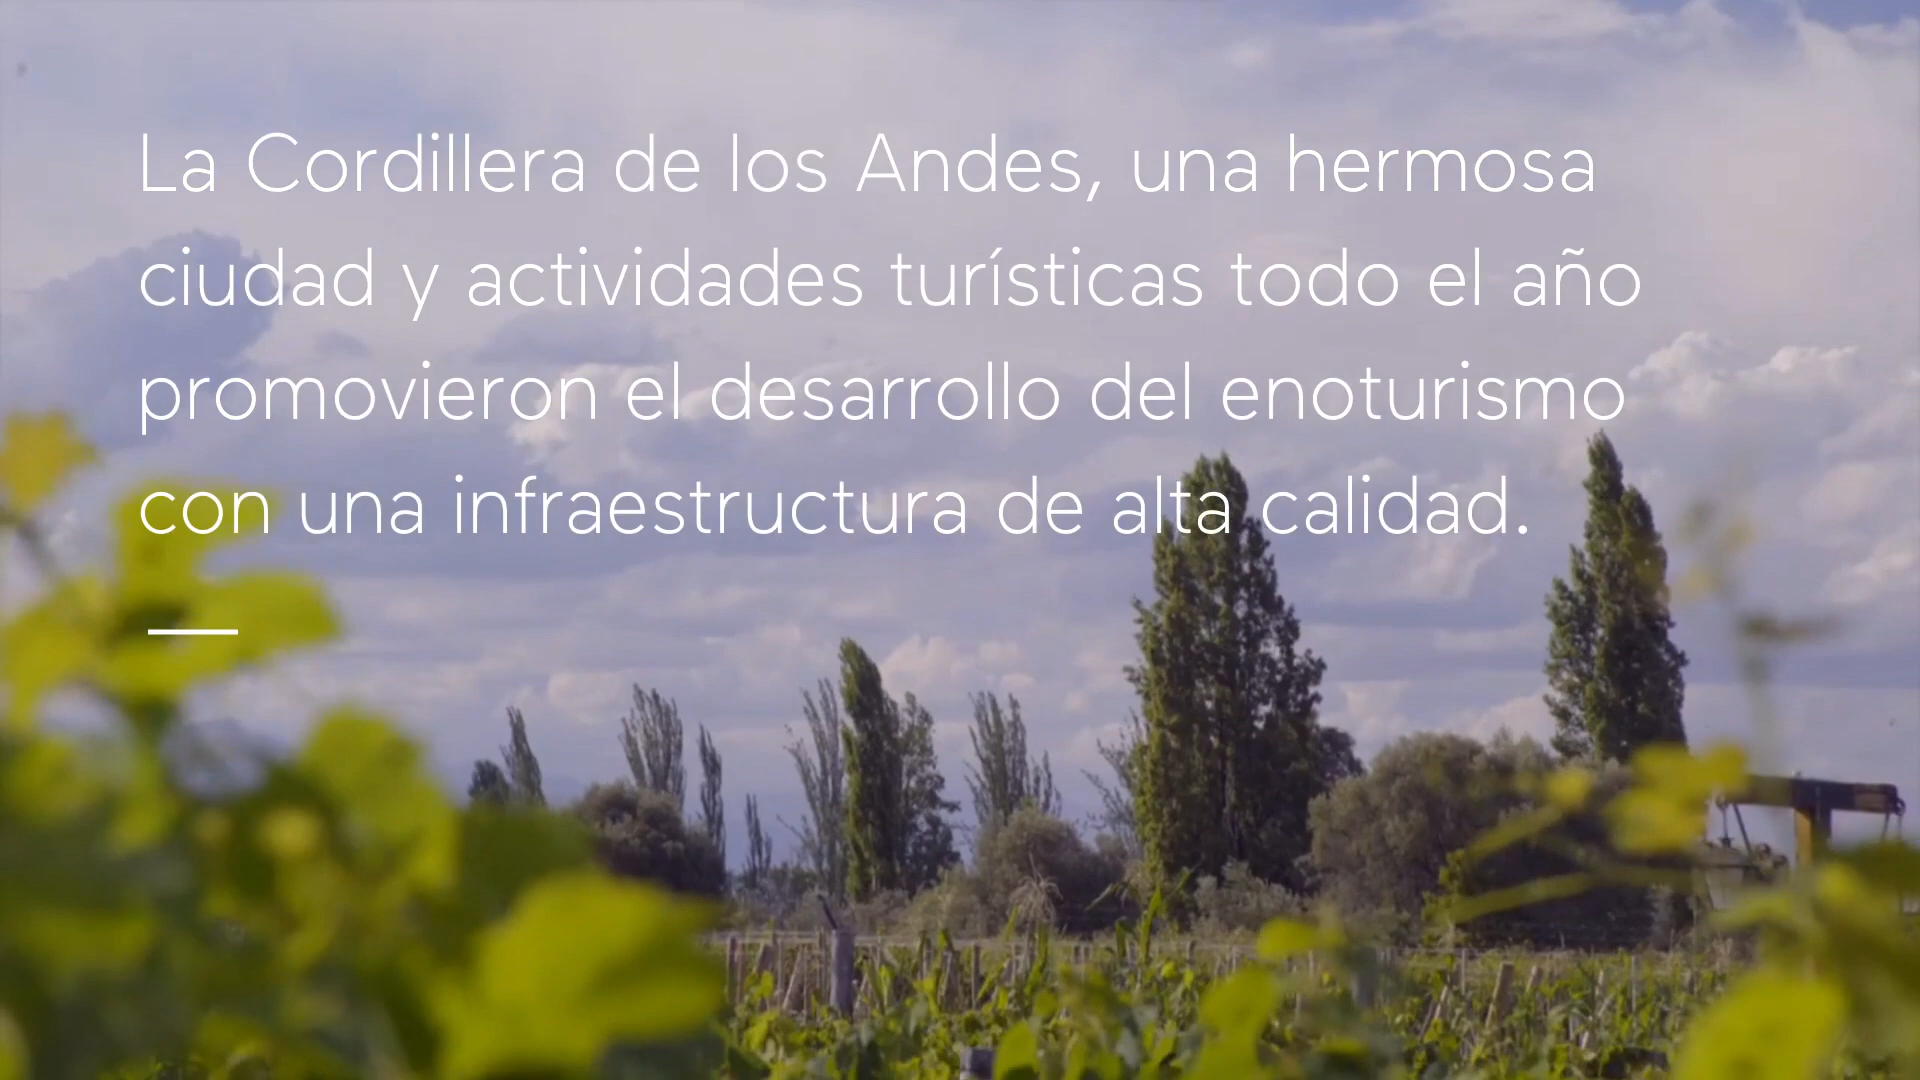 La Cordillera de los Andes, una hermosa
ciudad y actividades turísticas todo el año
promovieron el desarrollo del enoturismo
con una infraestructura de alta calidad.